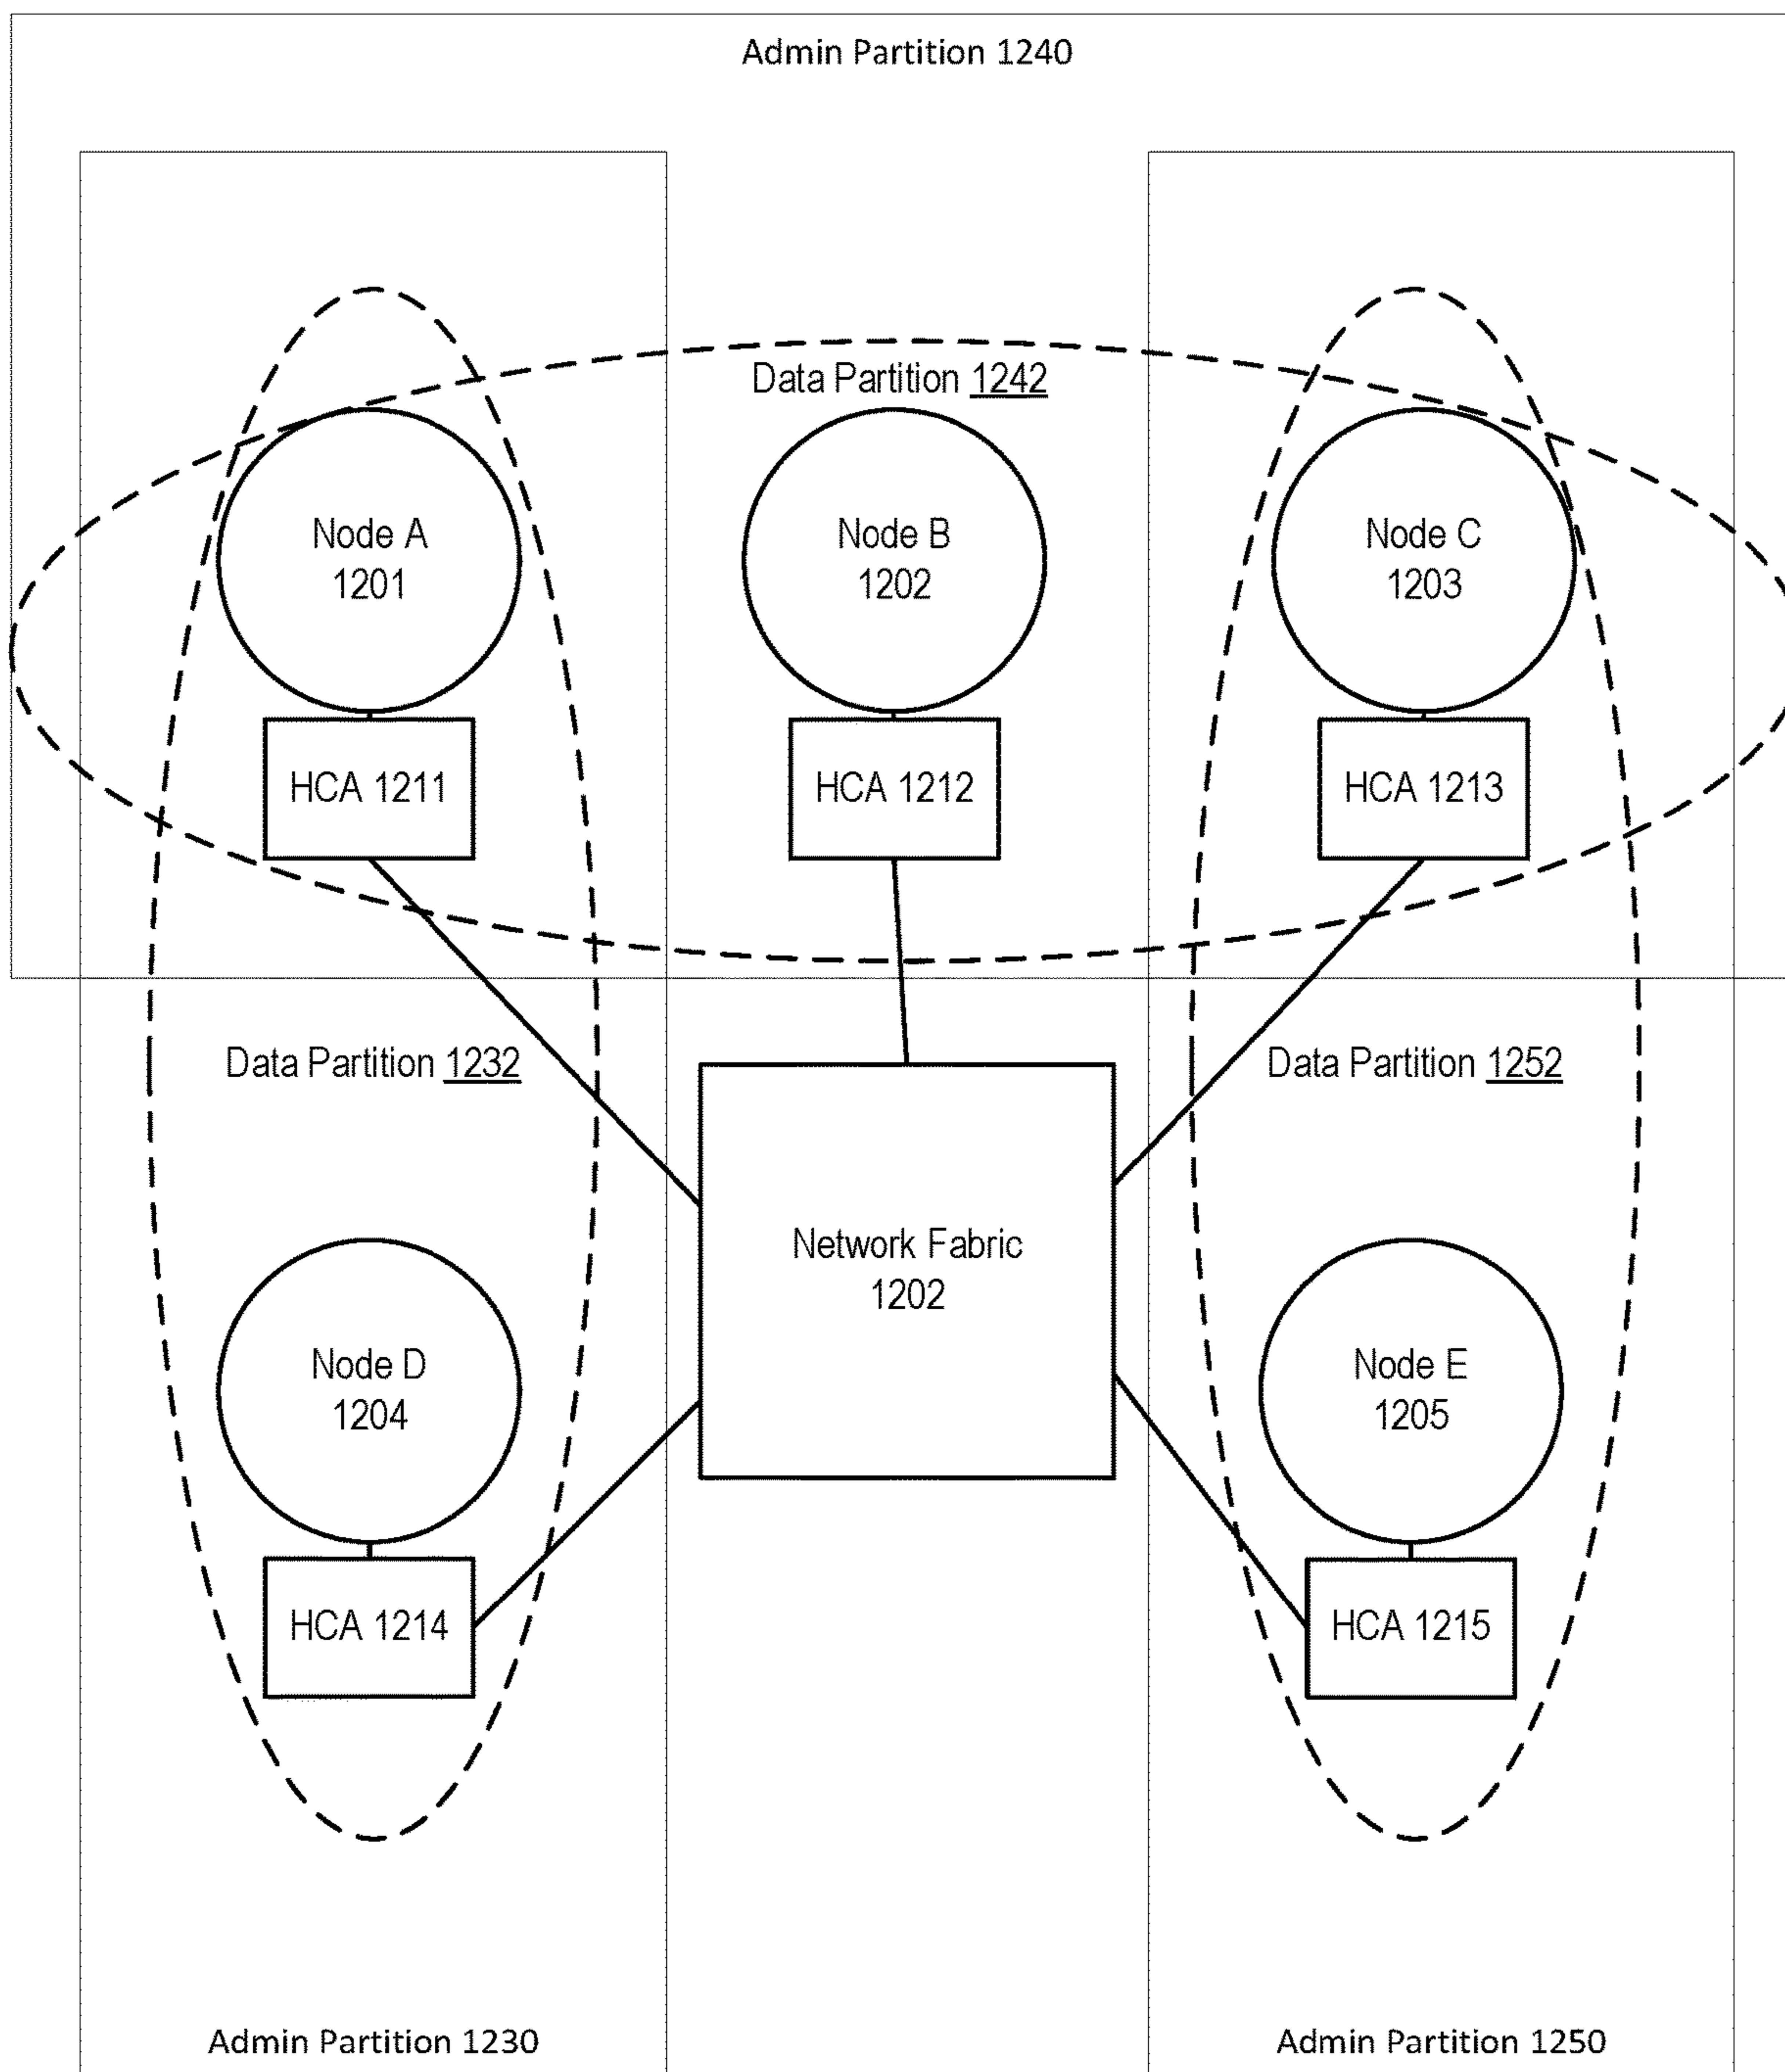 Admin Partition 1240
Data Partition 1242
Node A
1201
Node B
1202
Node C
1203
HCA 1211
HCA 1212
HCA 1213
Data Partition 1232
Data Partition 1252
Network Fabric
1202
Node D
1204
Node E
1205
HCA 1214
HCA 1215
Admin Partition 1230
Admin Partition 1250